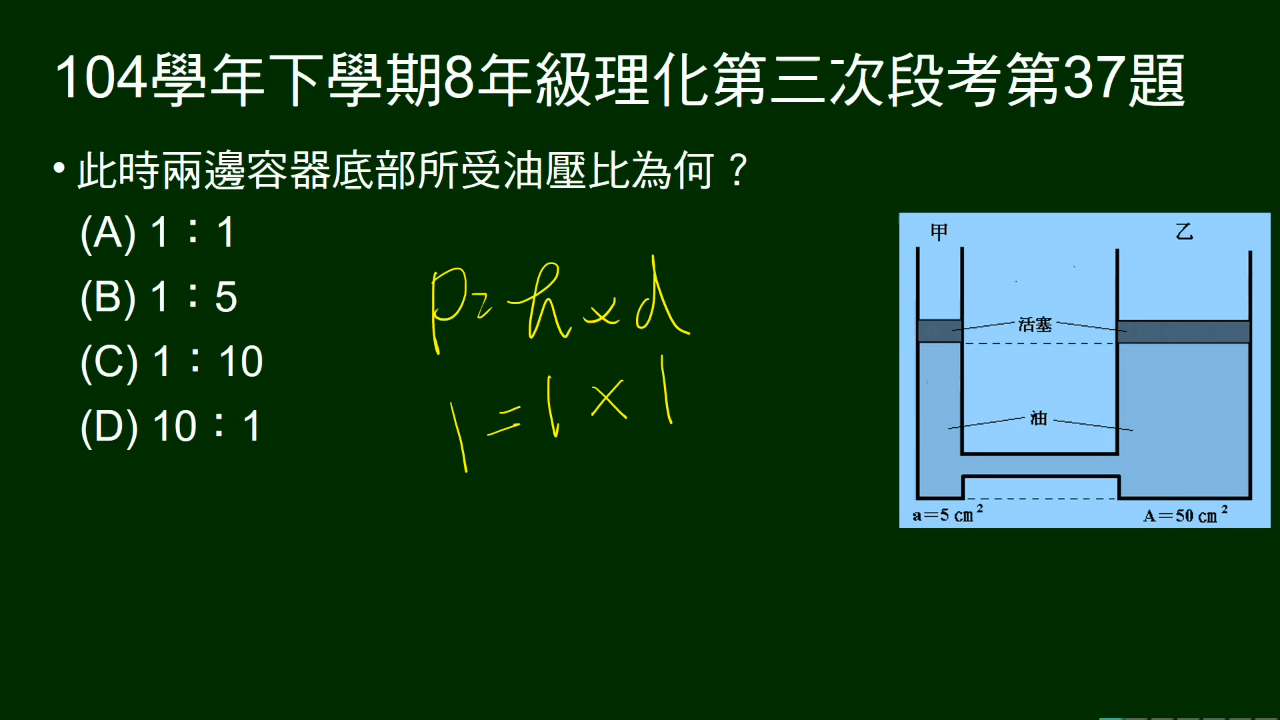 104學年下學期8年級理化第三次段考第37題
• 此時兩邊容器底部所受油壓比為何？
(A) 1：1
(B) 1：5
(C) 1：10
(D) 10：1
P=h×d
1=1×1
甲
乙
活塞
油
a＝5 cm²
A＝50 cm²